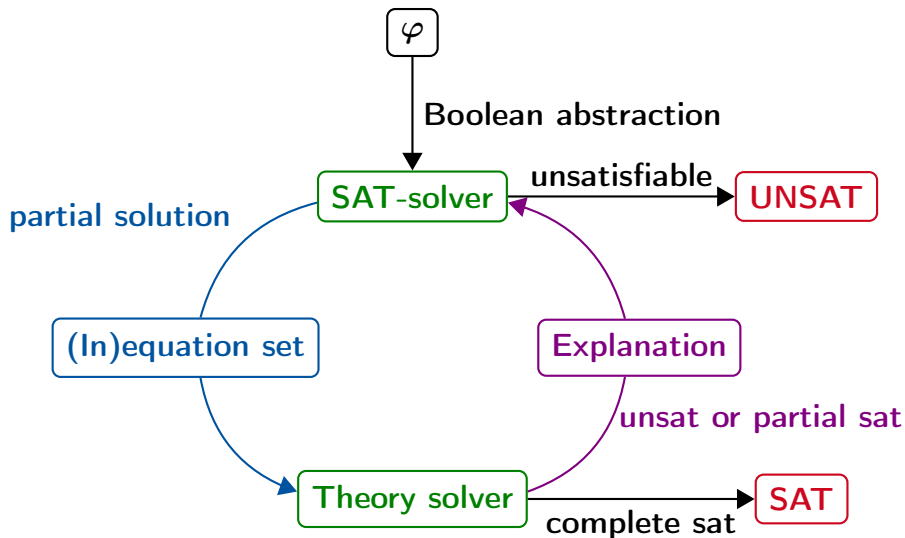 φ
Boolean abstraction
SAT-solver
unsatisfiable
UNSAT
partial solution
(In)equation set
Explanation
unsat or partial sat
Theory solver
complete sat
SAT